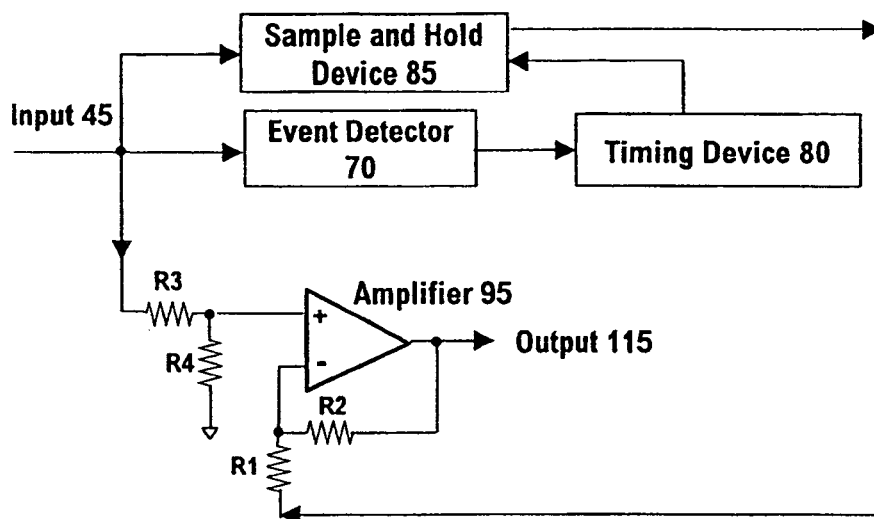 Sample and Hold
Device 85
Input 45
Event Detector
70
Timing Device 80
R3
Amplifier 95
+
R4
-
Output 115
R2
R1